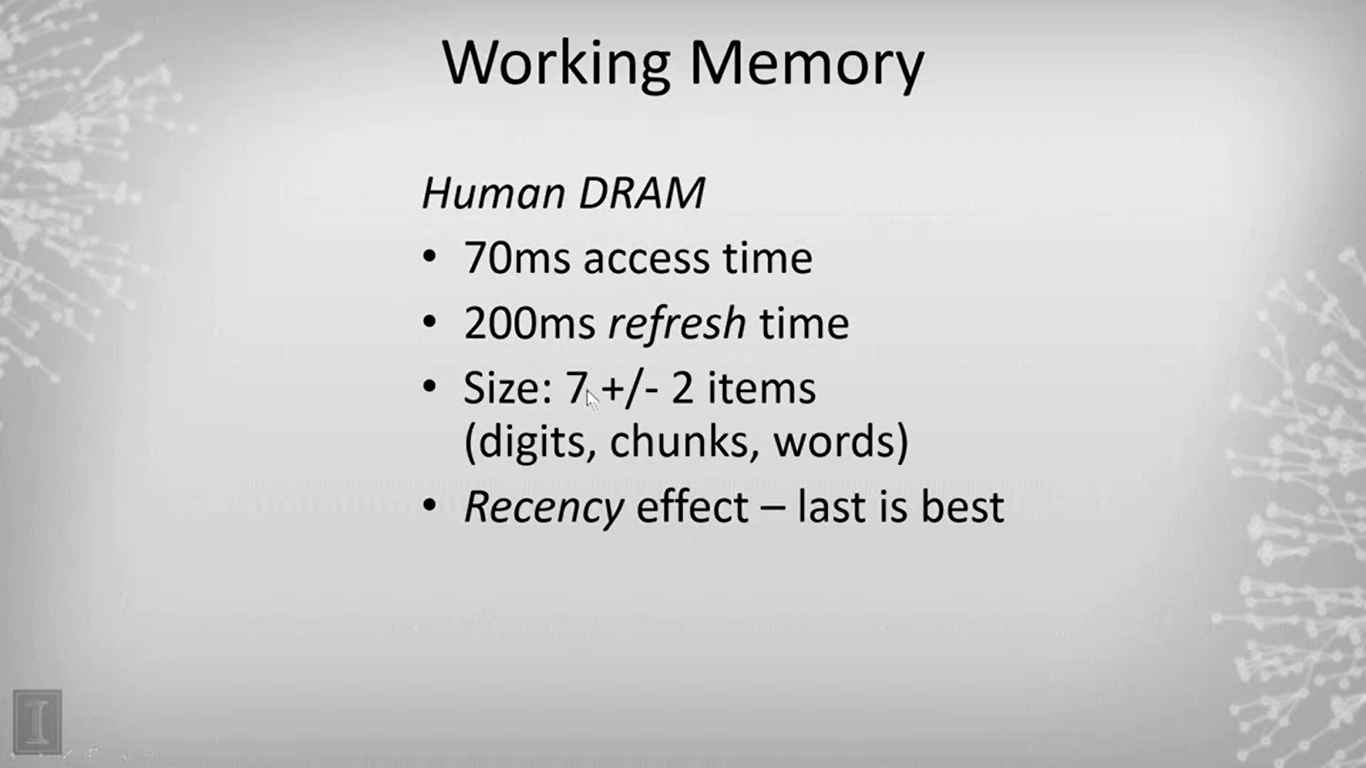 Working Memory
Human DRAM
• 70ms access time
• 200ms refresh time
• Size: 7 +/- 2 items
(digits, chunks, words)
• Recency effect – last is best
I